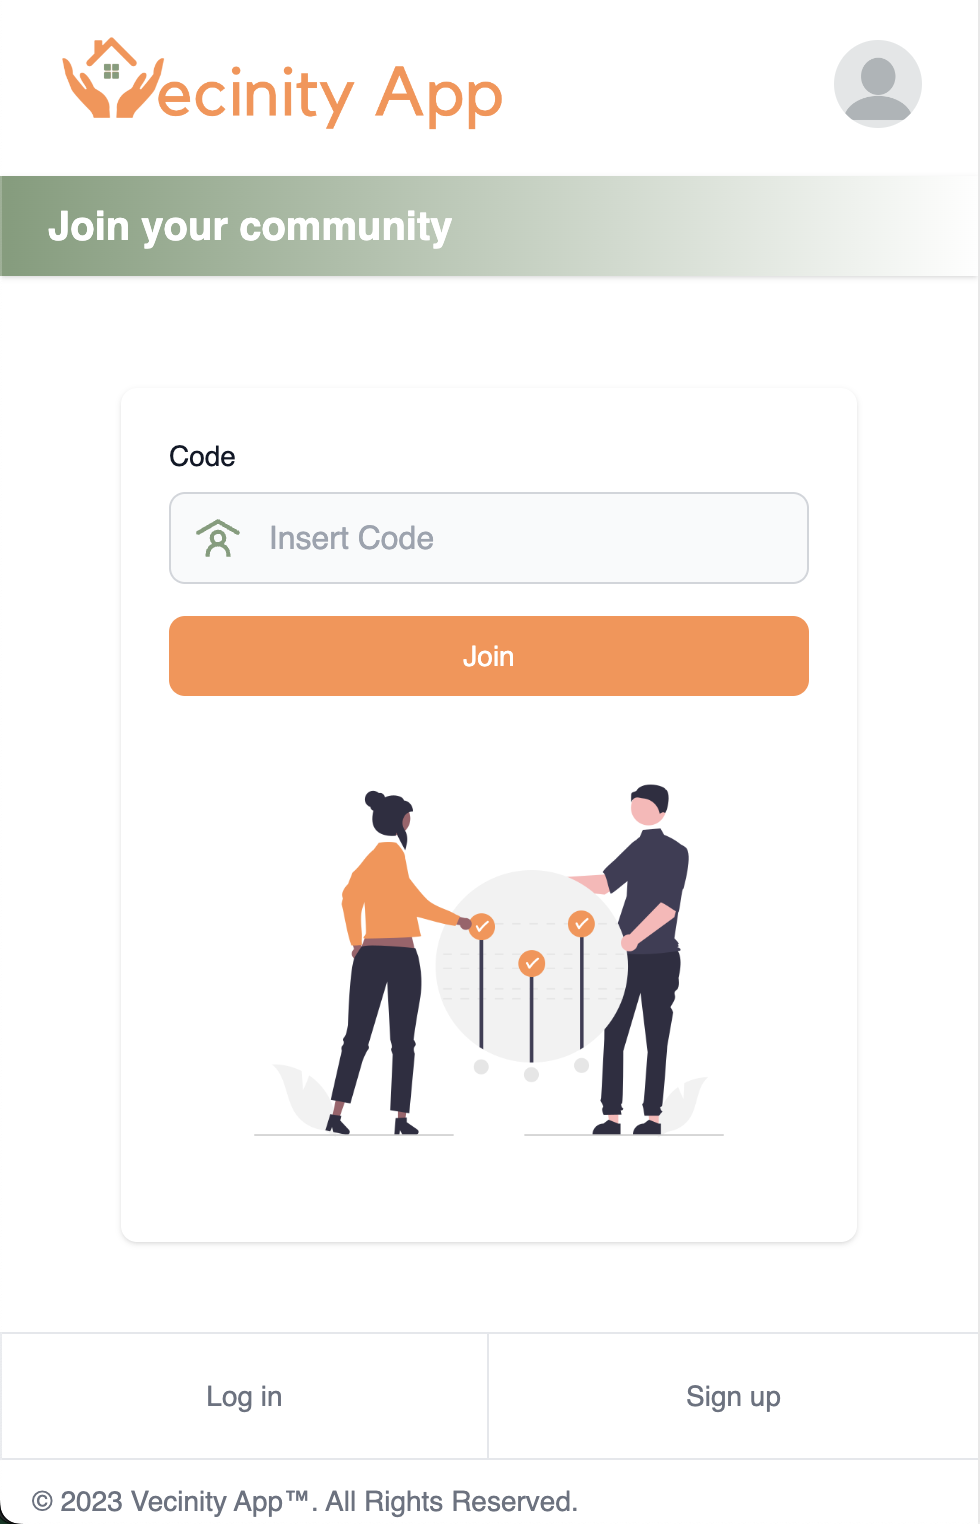 Vecinity App
Join your community
Code
Insert Code
Join
Log in
Sign up
© 2023 Vecinity App™. All Rights Reserved.